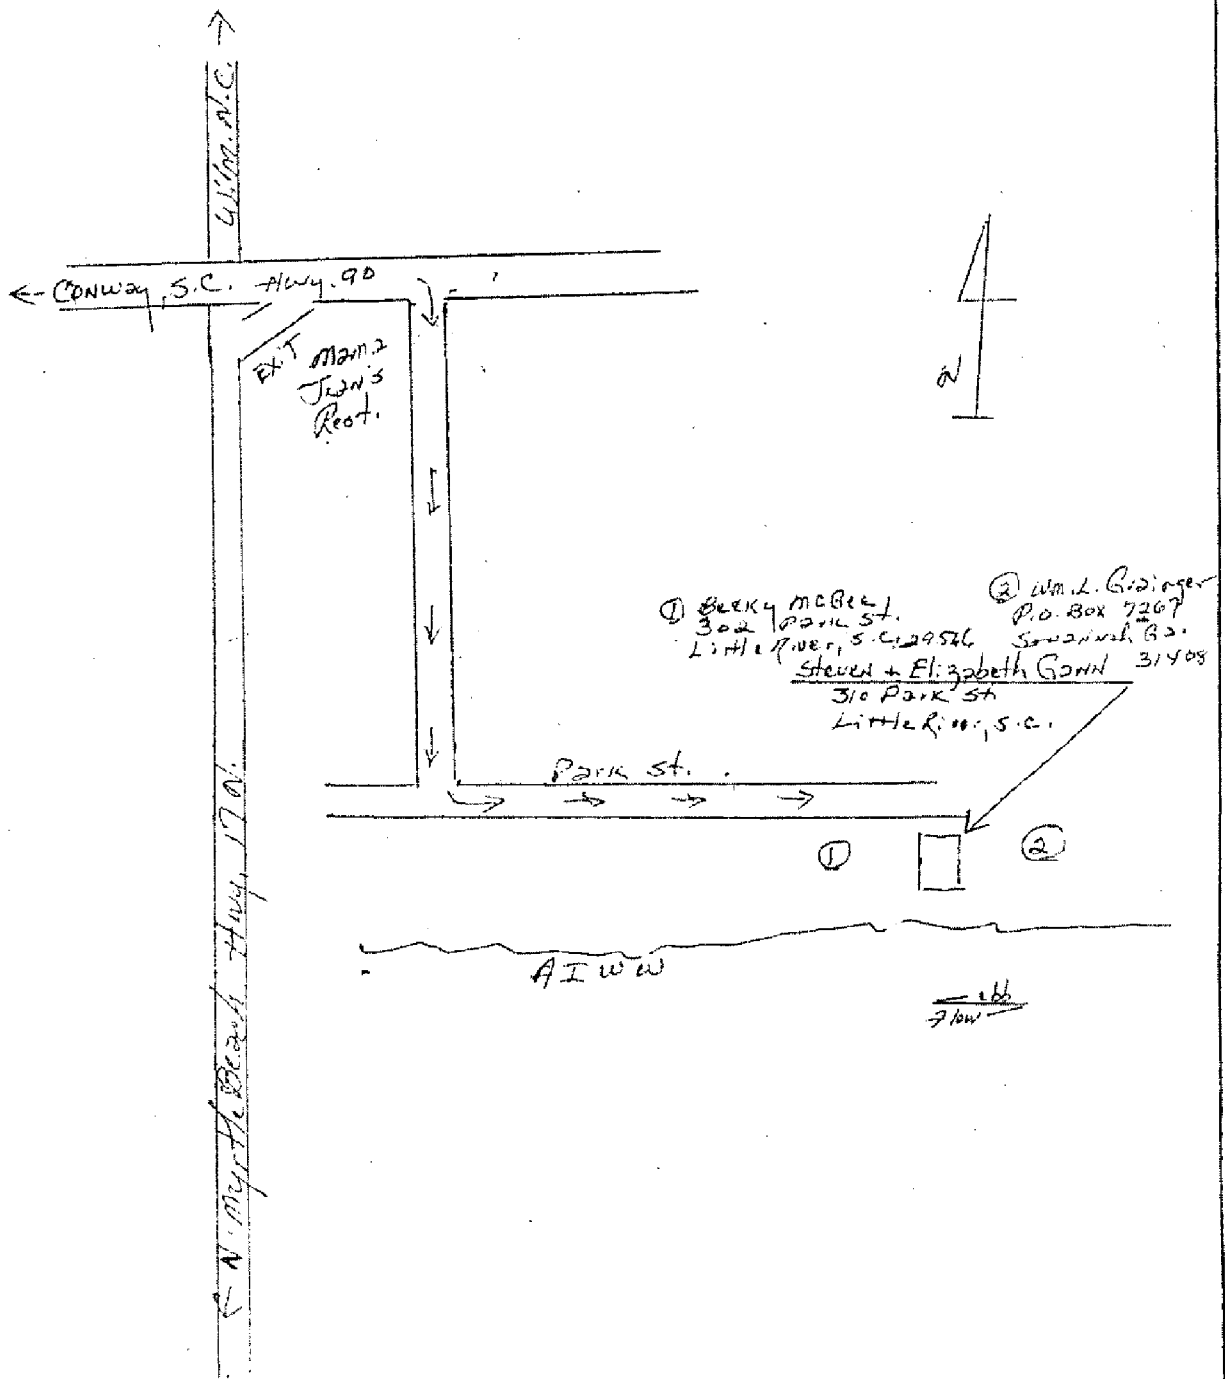 Wilm. N.C.
← Conway, S.C. Hwy. 90
EXIT
Mama
Jean's
Rest.
N
① Becky McBee
302 Park St.
Little River, S.C. 29566
② Wm. L. Grainger
P.O. Box 7267
Savannah Ga.
31408
Steven + Elizabeth Gann
310 Park St
Little River, S.C.
Park St.
①
②
AIWW
← ebb
Flow →
← N. Myrtle Beach Hwy. 17 N.